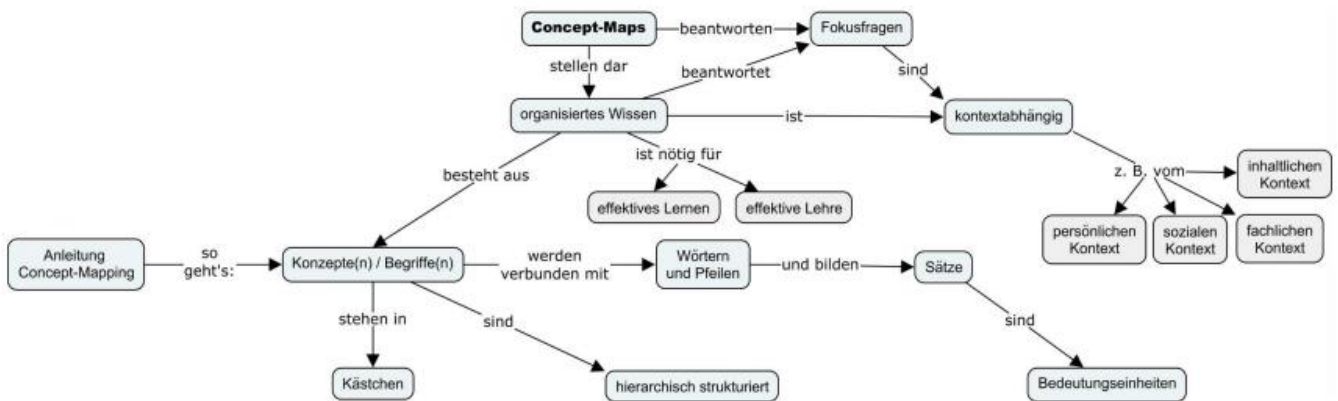 Concept-Maps
beantworten
Fokusfragen
stellen dar
beantwortet
sind
organisiertes Wissen
ist
kontextabhängig
ist nötig für
besteht aus
z. B. vom
inhaltlichen
Kontext
effektives Lernen
effektive Lehre
persönlichen
Kontext
sozialen
Kontext
fachlichen
Kontext
Anleitung
Concept-Mapping
so
geht's:
Konzepte(n) / Begriffe(n)
werden
verbunden mit
Wörtern
und Pfeilen
und bilden
Sätze
stehen in
sind
sind
Kästchen
hierarchisch strukturiert
Bedeutungseinheiten